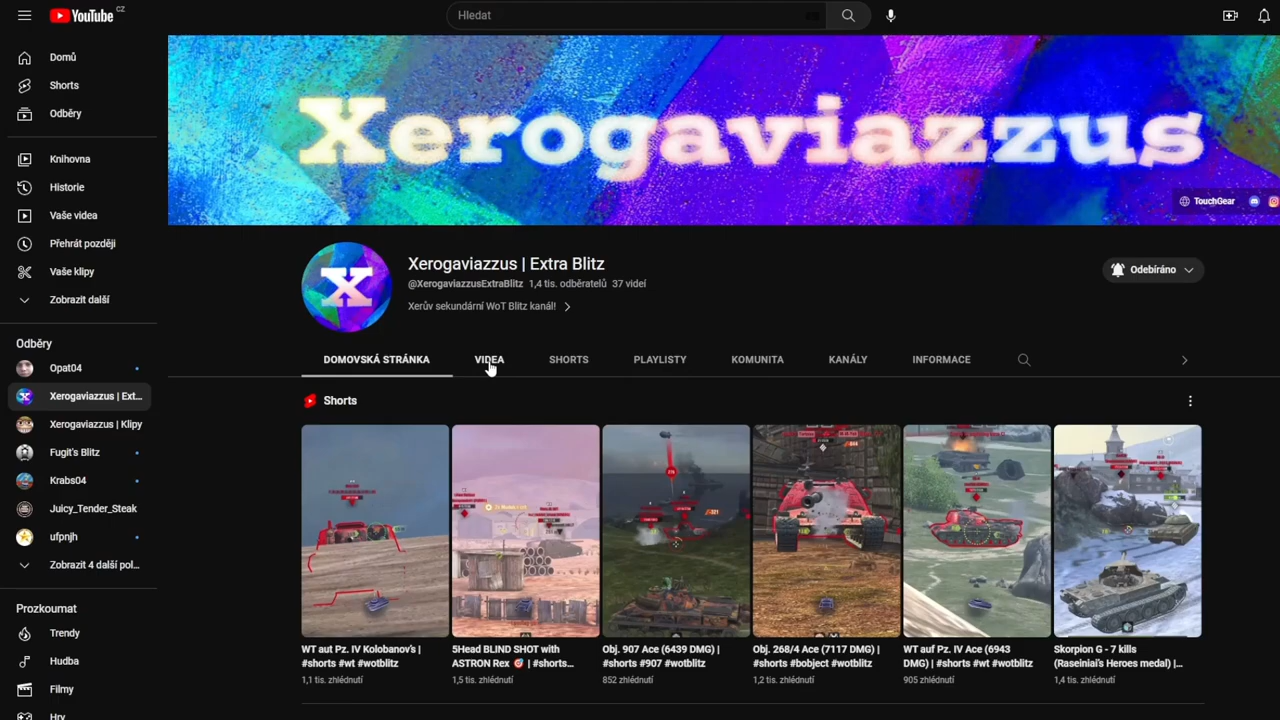 YouTube CZ
Hledat
Domů
Shorts
Odběry
Knihovna
Historie
Vaše videa
Přehrát později
Vaše klipy
Zobrazit další
Odběry
Opat04
Xerogaviazzus | Ext...
Xerogaviazzus | Klipy
Fugit's Blitz
Krabs04
Juicy_Tender_Steak
ufpnjh
Zobrazit 4 další pol...
Prozkoumat
Trendy
Hudba
Filmy
Hry
Xerogaviazzus
TouchGear
Xerogaviazzus | Extra Blitz
@XerogaviazzusExtraBlitz 1,4 tis. odběratelů 37 videí
Xerův sekundární WoT Blitz kanál!
Odebíráno
DOMOVSKÁ STRÁNKA VIDEA SHORTS PLAYLISTY KOMUNITA KANÁLY INFORMACE
Shorts
WT aut Pz. IV Kolobanov's |
#shorts #wt #wotblitz
1,1 tis. zhlédnutí
5Head BLIND SHOT with
ASTRON Rex 🎯 | #shorts...
1,5 tis. zhlédnutí
Obj. 907 Ace (6439 DMG) |
#shorts #907 #wotblitz
852 zhlédnutí
Obj. 268/4 Ace (7117 DMG) |
#shorts #bobject #wotblitz
1,2 tis. zhlédnutí
WT auf Pz. IV Ace (6943
DMG) | #shorts #wt #wotblitz
905 zhlédnutí
Skorpion G - 7 kills
(Raseiniai's Heroes medal) |...
1,4 tis. zhlédnutí